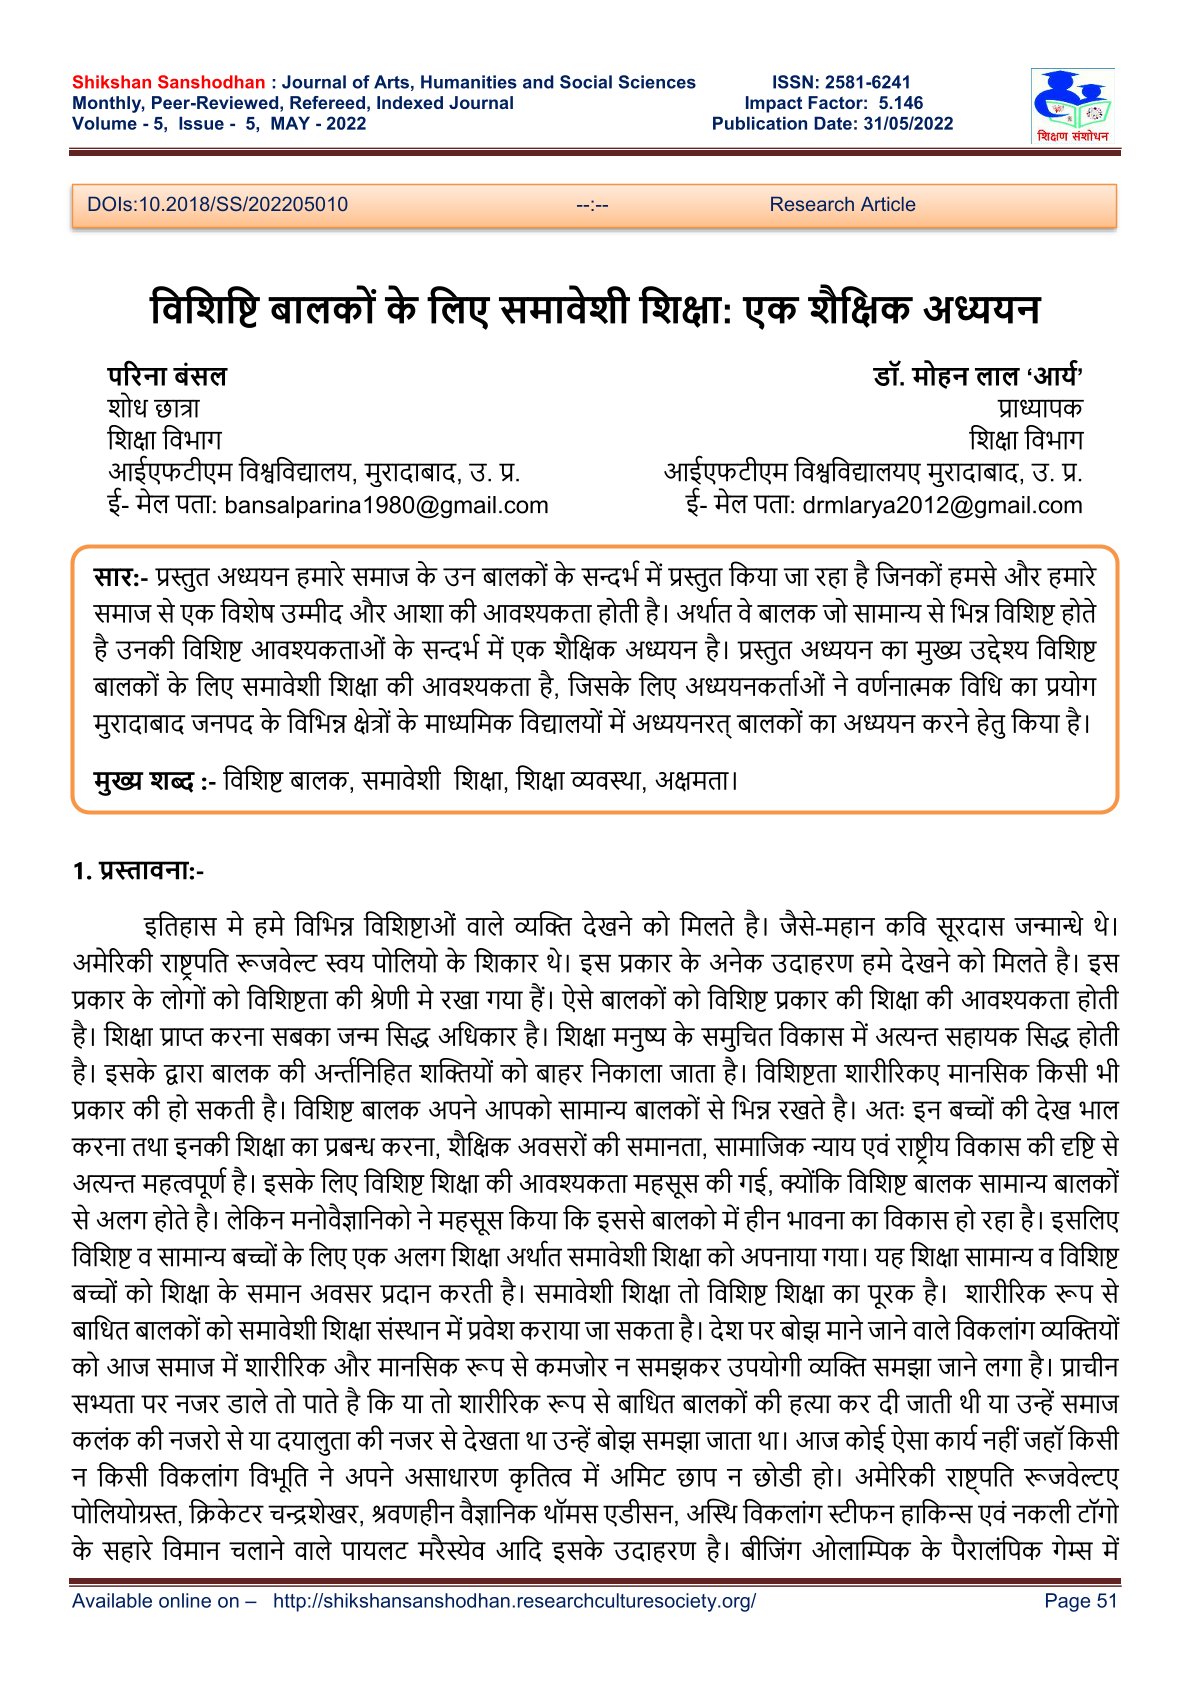 Shikshan Sanshodhan : Journal of Arts, Humanities and Social Sciences ISSN: 2581-6241
Monthly, Peer-Reviewed, Refereed, Indexed Journal Impact Factor: 5.146
Volume - 5, Issue - 5, MAY - 2022 Publication Date: 31/05/2022
शिक्षण संशोधन
DOIs:10.2018/SS/202205010 --:-- Research Article
विशिष्टि बालकों के लिए समावेशी शिक्षा: एक शैक्षिक अध्ययन
परिना बंसल डॉ. मोहन लाल ‘आर्य’
शोध छात्रा प्राध्यापक
शिक्षा विभाग शिक्षा विभाग
आईएफटीएम विश्वविद्यालय, मुरादाबाद, उ. प्र. आईएफटीएम विश्वविद्यालयए मुरादाबाद, उ. प्र.
ई- मेल पता: bansalparina1980@gmail.com ई- मेल पता: drmlarya2012@gmail.com
सार:- प्रस्तुत अध्ययन हमारे समाज के उन बालकों के सन्दर्भ में प्रस्तुत किया जा रहा है जिनकों हमसे और हमारे
समाज से एक विशेष उम्मीद और आशा की आवश्यकता होती है। अर्थात वे बालक जो सामान्य से भिन्न विशिष्ट होते
है उनकी विशिष्ट आवश्यकताओं के सन्दर्भ में एक शैक्षिक अध्ययन है। प्रस्तुत अध्ययन का मुख्य उद्देश्य विशिष्ट
बालकों के लिए समावेशी शिक्षा की आवश्यकता है, जिसके लिए अध्ययनकर्ताओं ने वर्णनात्मक विधि का प्रयोग
मुरादाबाद जनपद के विभिन्न क्षेत्रों के माध्यमिक विद्यालयों में अध्ययनरत् बालकों का अध्ययन करने हेतु किया है।
मुख्य शब्द :- विशिष्ट बालक, समावेशी शिक्षा, शिक्षा व्यवस्था, अक्षमता।
1. प्रस्तावना:-
इतिहास मे हमे विभिन्न विशिष्टाओं वाले व्यक्ति देखने को मिलते है। जैसे-महान कवि सूरदास जन्मान्धे थे।
अमेरिकी राष्ट्रपति रूजवेल्ट स्वय पोलियो के शिकार थे। इस प्रकार के अनेक उदाहरण हमे देखने को मिलते है। इस
प्रकार के लोगों को विशिष्टता की श्रेणी मे रखा गया हैं। ऐसे बालकों को विशिष्ट प्रकार की शिक्षा की आवश्यकता होती
है। शिक्षा प्राप्त करना सबका जन्म सिद्ध अधिकार है। शिक्षा मनुष्य के समुचित विकास में अत्यन्त सहायक सिद्ध होती
है। इसके द्वारा बालक की अर्न्तनिहित शक्तियों को बाहर निकाला जाता है। विशिष्टता शारीरिकए मानसिक किसी भी
प्रकार की हो सकती है। विशिष्ट बालक अपने आपको सामान्य बालकों से भिन्न रखते है। अतः इन बच्चों की देख भाल
करना तथा इनकी शिक्षा का प्रबन्ध करना, शैक्षिक अवसरों की समानता, सामाजिक न्याय एवं राष्ट्रीय विकास की दृष्टि से
अत्यन्त महत्वपूर्ण है। इसके लिए विशिष्ट शिक्षा की आवश्यकता महसूस की गई, क्योंकि विशिष्ट बालक सामान्य बालकों
से अलग होते है। लेकिन मनोवैज्ञानिको ने महसूस किया कि इससे बालको में हीन भावना का विकास हो रहा है। इसलिए
विशिष्ट व सामान्य बच्चों के लिए एक अलग शिक्षा अर्थात समावेशी शिक्षा को अपनाया गया। यह शिक्षा सामान्य व विशिष्ट
बच्चों को शिक्षा के समान अवसर प्रदान करती है। समावेशी शिक्षा तो विशिष्ट शिक्षा का पूरक है। शारीरिक रूप से
बाधित बालकों को समावेशी शिक्षा संस्थान में प्रवेश कराया जा सकता है। देश पर बोझ माने जाने वाले विकलांग व्यक्तियों
को आज समाज में शारीरिक और मानसिक रूप से कमजोर न समझकर उपयोगी व्यक्ति समझा जाने लगा है। प्राचीन
सभ्यता पर नजर डाले तो पाते है कि या तो शारीरिक रूप से बाधित बालकों की हत्या कर दी जाती थी या उन्हें समाज
कलंक की नजरो से या दयालुता की नजर से देखता था उन्हें बोझ समझा जाता था। आज कोई ऐसा कार्य नहीं जहॉ किसी
न किसी विकलांग विभूति ने अपने असाधारण कृतित्व में अमिट छाप न छोडी हो। अमेरिकी राष्ट्रपति रूजवेल्टए
पोलियोग्रस्त, क्रिकेटर चन्द्रशेखर, श्रवणहीन वैज्ञानिक थॉमस एडीसन, अस्थि विकलांग स्टीफन हाकिन्स एवं नकली टॉगो
के सहारे विमान चलाने वाले पायलट मरैस्येव आदि इसके उदाहरण है। बीजिंग ओलाम्पिक के पैरालंपिक गेम्स में
Available online on – http://shikshansanshodhan.researchculturesociety.org/ Page 51